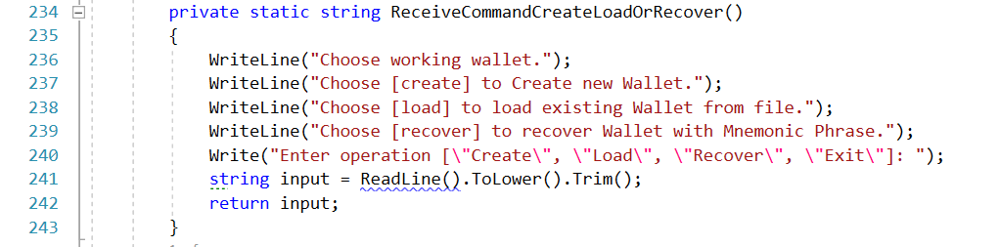 234 private static string ReceiveCommandCreateLoadOrRecover()
235 {
236 WriteLine("Choose working wallet.");
237 WriteLine("Choose [create] to Create new Wallet.");
238 WriteLine("Choose [load] to load existing Wallet from file.");
239 WriteLine("Choose [recover] to recover Wallet with Mnemonic Phrase.");
240 Write("Enter operation [\"Create\", \"Load\", \"Recover\", \"Exit\"]: ");
241 string input = ReadLine().ToLower().Trim();
242 return input;
243 }